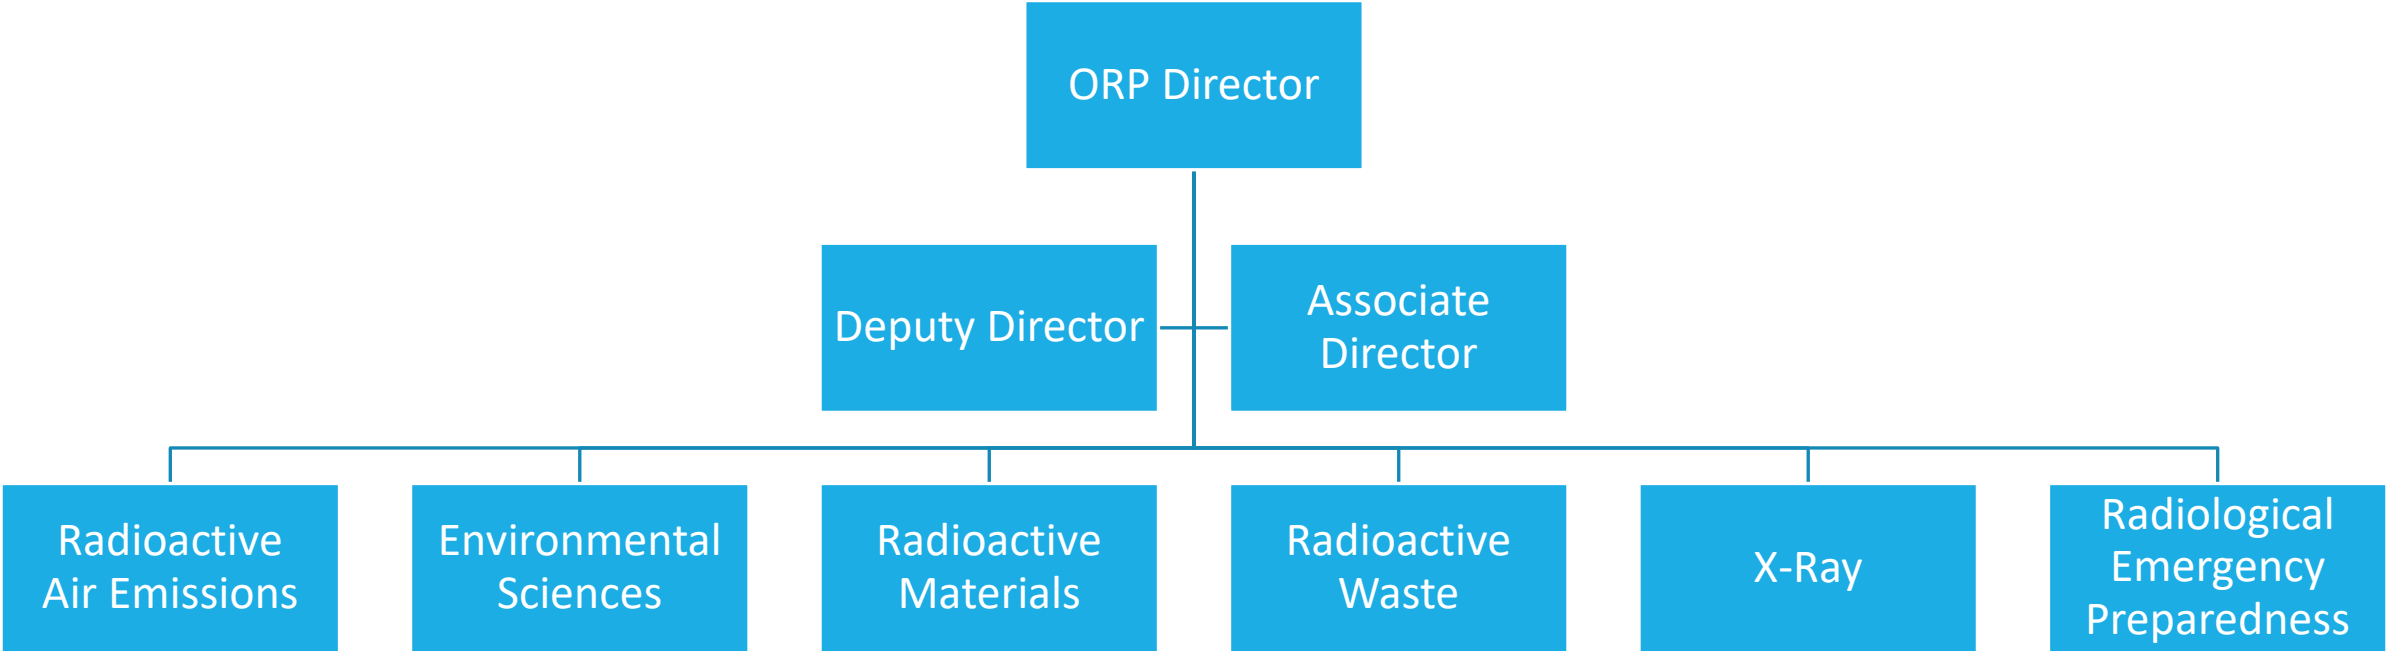 ORP Director
Deputy Director
Associate
Director
Radioactive
Air Emissions
Environmental
Sciences
Radioactive
Materials
Radioactive
Waste
X-Ray
Radiological
Emergency
Preparedness